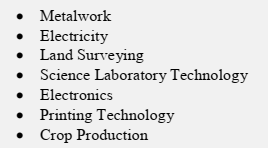 • Metalwork
• Electricity
• Land Surveying
• Science Laboratory Technology
• Electronics
• Printing Technology
• Crop Production